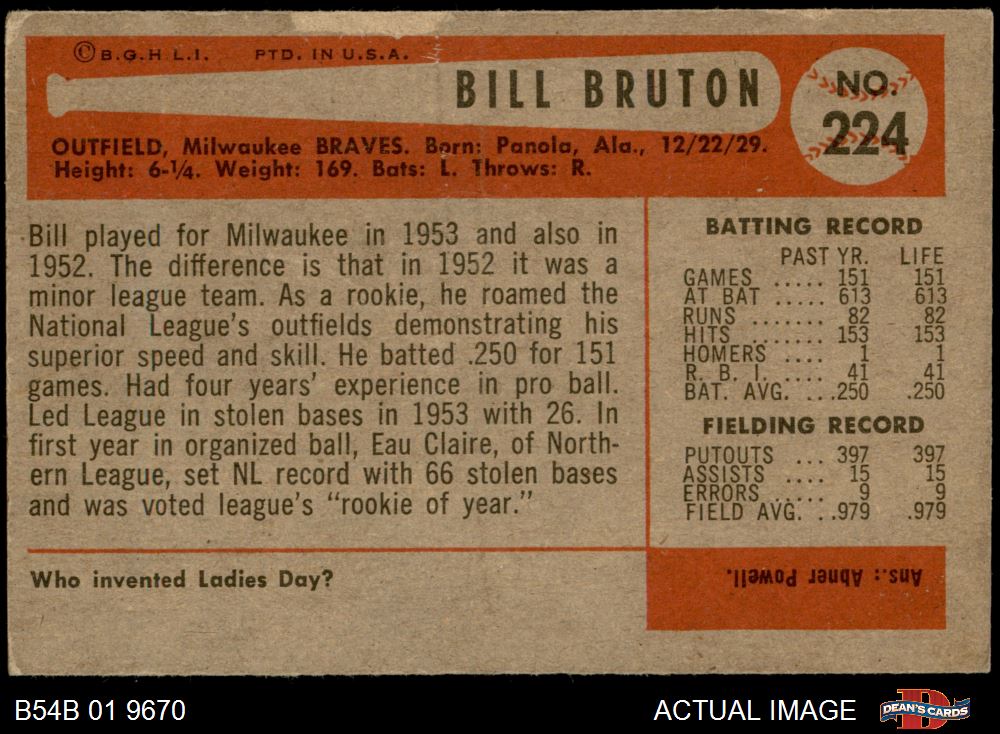 ©B.G.H.L.I. PTD. IN U.S.A.
BILL BRUTON
NO.
224
OUTFIELD, Milwaukee BRAVES. Born: Panola, Ala., 12/22/29.
Height: 6-¼. Weight: 169. Bats: L. Throws: R.
Bill played for Milwaukee in 1953 and also in
1952. The difference is that in 1952 it was a
minor league team. As a rookie, he roamed the
National League's outfields demonstrating his
superior speed and skill. He batted .250 for 151
games. Had four years' experience in pro ball.
Led League in stolen bases in 1953 with 26. In
first year in organized ball, Eau Claire, of North-
ern League, set NL record with 66 stolen bases
and was voted league's "rookie of year."
BATTING RECORD
PAST YR. LIFE
GAMES ..... 151 151
AT BAT ..... 613 613
RUNS ....... 82 82
HITS ....... 153 153
HOMERS .... 1 1
R. B. I. .... 41 41
BAT. AVG. ...250 .250
FIELDING RECORD
PUTOUTS ... 397 397
ASSISTS .... 15 15
ERRORS ..... 9 9
FIELD AVG. ..979 .979
Who invented Ladies Day?
Ans.: Abner Powell.
B54B 01 9670
ACTUAL IMAGE
D
DEAN'S CARDS